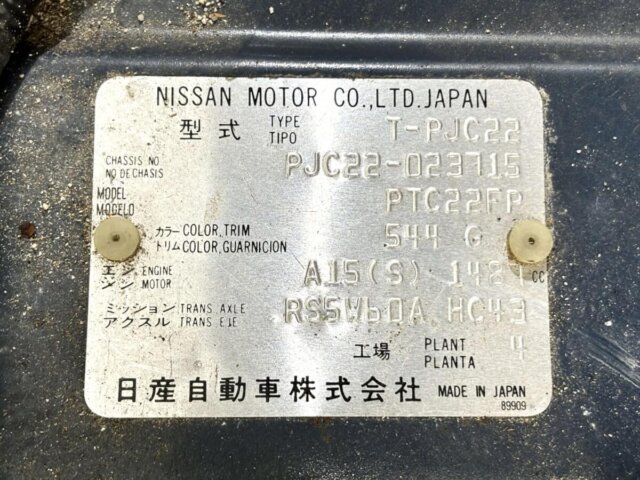 NISSAN MOTOR CO.,LTD.JAPAN
型式 TYPE TIPO T-PJC22
CHASSIS NO NO DE CHASIS PJC22-023715
MODEL MODELO PTC22FP
カラー COLOR, TRIM トリム COLOR, GUARNICION 544 G
エンジン ENGINE MOTOR A15(S) 1487 CC
ミッション アクスル TRANS. AXLE TRANS. EJE RS5W60A HC43
工場 PLANT PLANTA 4
日産自動車株式会社 MADE IN JAPAN
89909